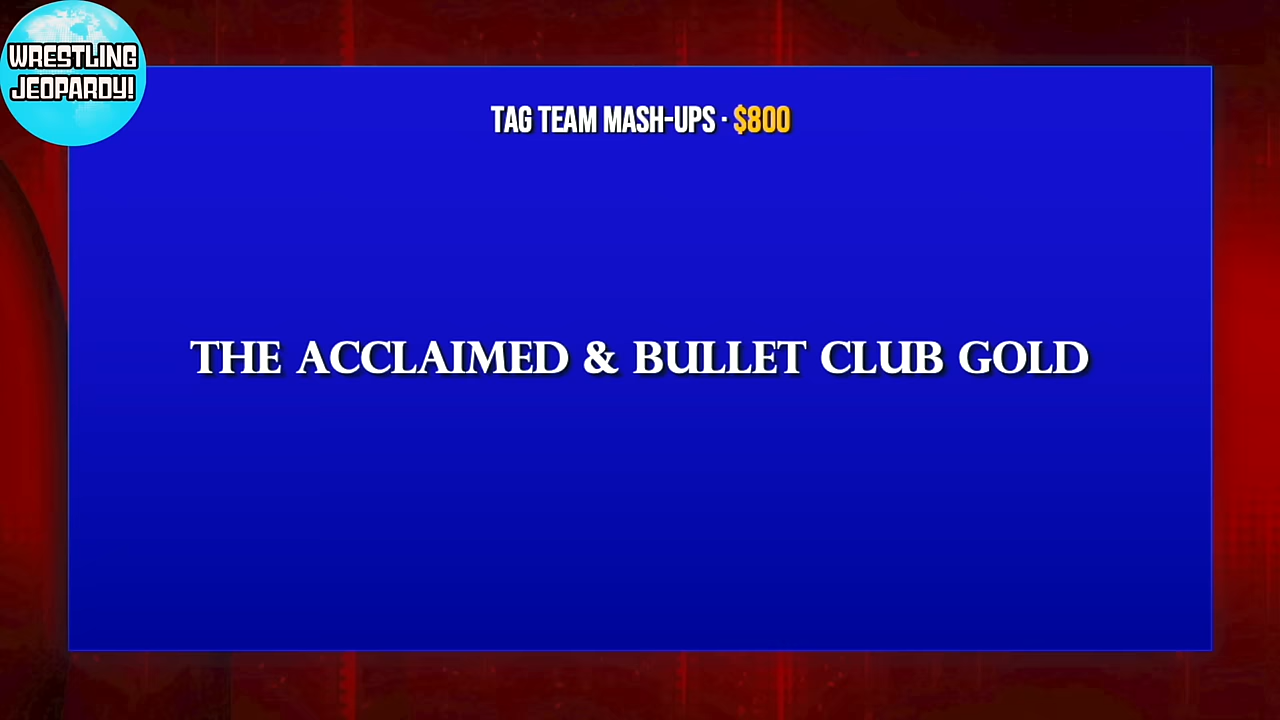 WRESTLING
JEOPARDY!
TAG TEAM MASH-UPS · $800
THE ACCLAIMED & BULLET CLUB GOLD